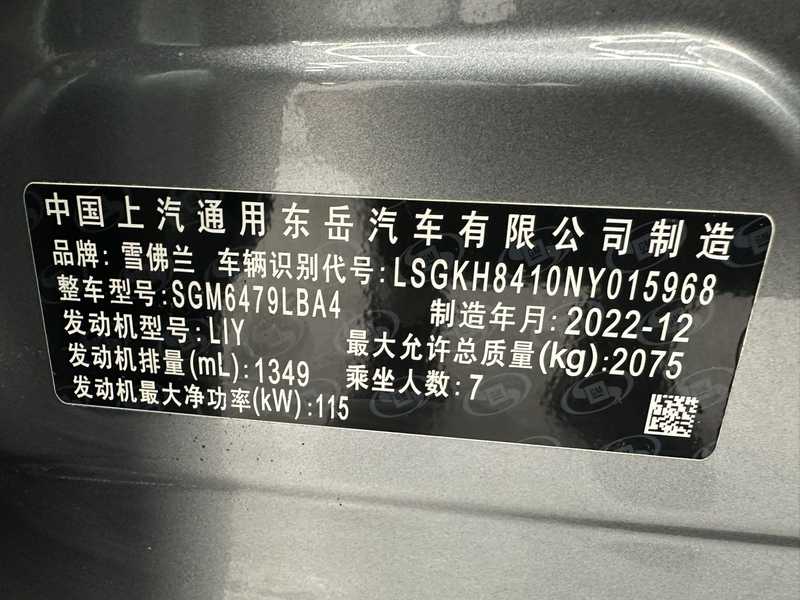 中国上汽通用东岳汽车有限公司制造
品牌: 雪佛兰 车辆识别代号:LSGKH8410NY015968
整车型号:SGM6479LBA4 制造年月:2022-12
发动机型号:LIY 最大允许总质量(kg):2075
发动机排量(mL):1349 乘坐人数:7
发动机最大净功率(kW):115